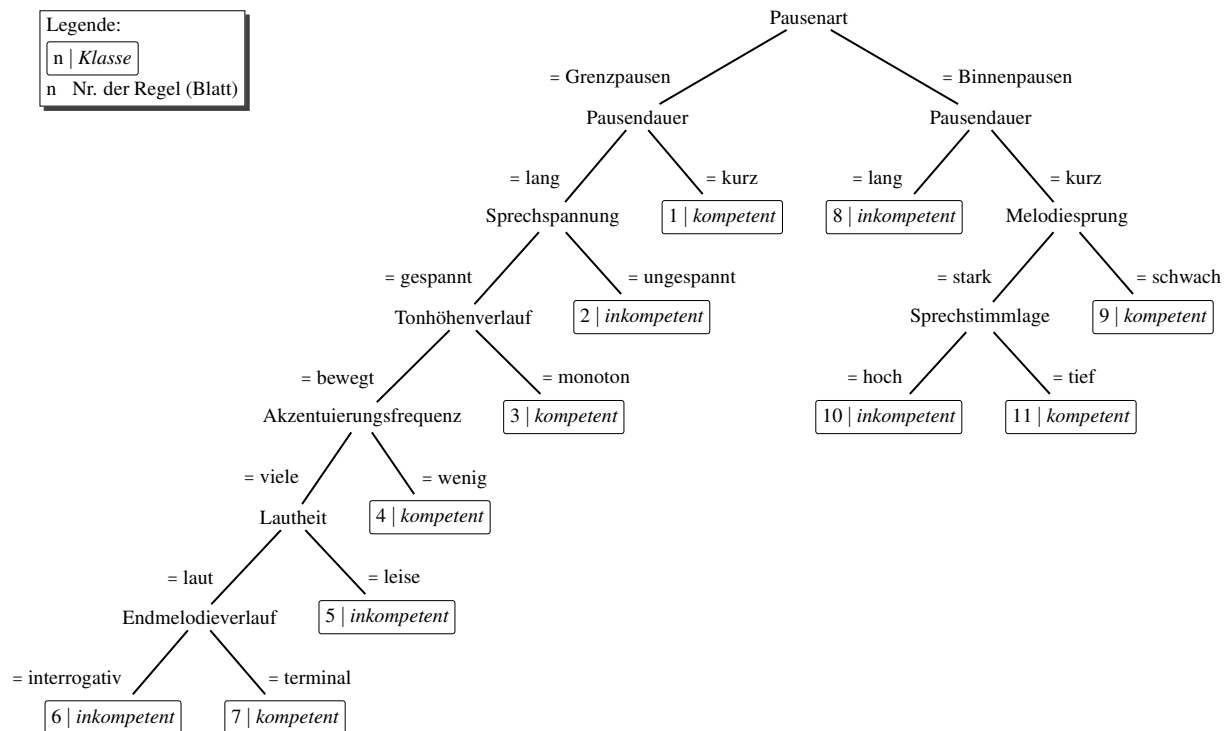 Legende:
n | Klasse
n Nr. der Regel (Blatt)
Pausenart
= Grenzpausen
= Binnenpausen
Pausendauer
Pausendauer
= lang
= kurz
= lang
= kurz
Sprechspannung
1 | kompetent
8 | inkompetent
Melodiesprung
= gespannt
= ungespannt
= stark
= schwach
Tonhöhenverlauf
2 | inkompetent
Sprechstimmlage
9 | kompetent
= bewegt
= monoton
= hoch
= tief
Akzentuierungsfrequenz
3 | kompetent
10 | inkompetent
11 | kompetent
= viele
= wenig
Lautheit
4 | kompetent
= laut
= leise
Endmelodieverlauf
5 | inkompetent
= interrogativ
= terminal
6 | inkompetent
7 | kompetent